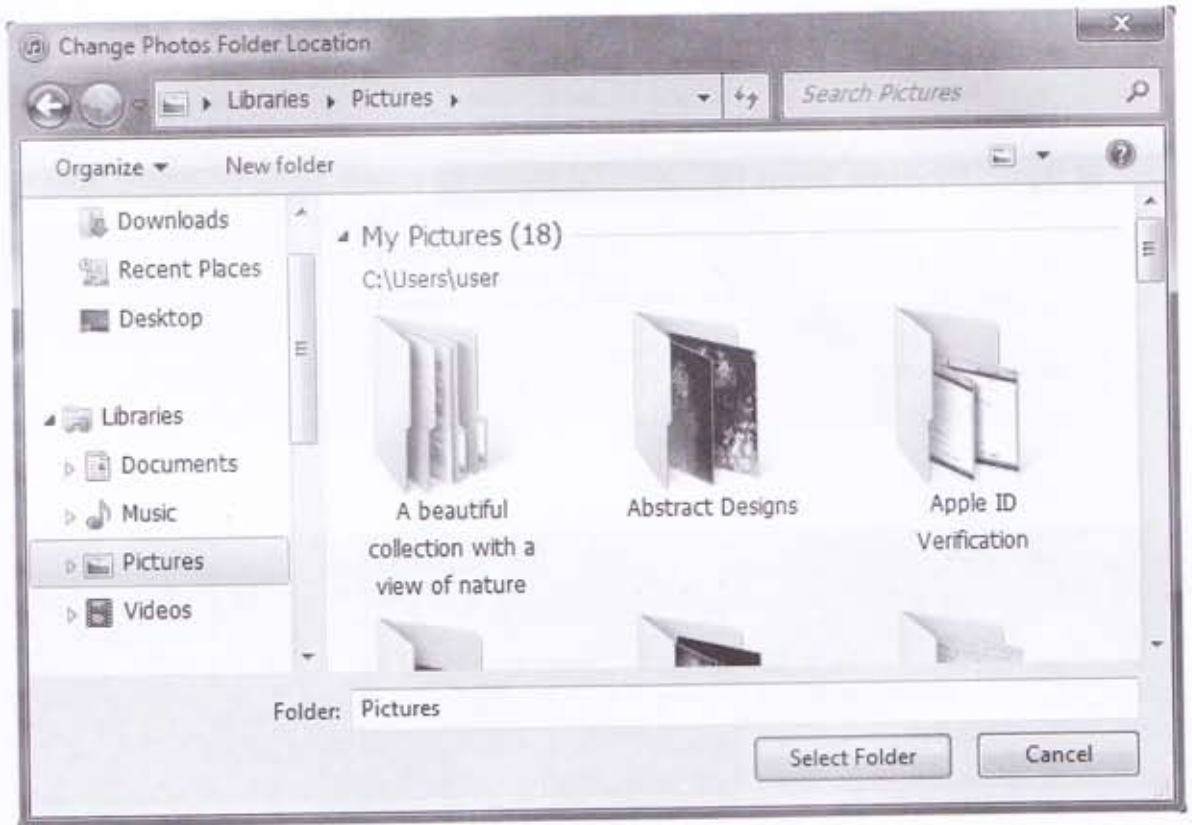 Change Photos Folder Location
Libraries Pictures
Search Pictures
Organize
New folder
Downloads
Recent Places
Desktop
Libraries
Documents
Music
Pictures
Videos
My Pictures (18)
C:\Users\user
A beautiful
collection with a
view of nature
Abstract Designs
Apple ID
Verification
Folder: Pictures
Select Folder
Cancel